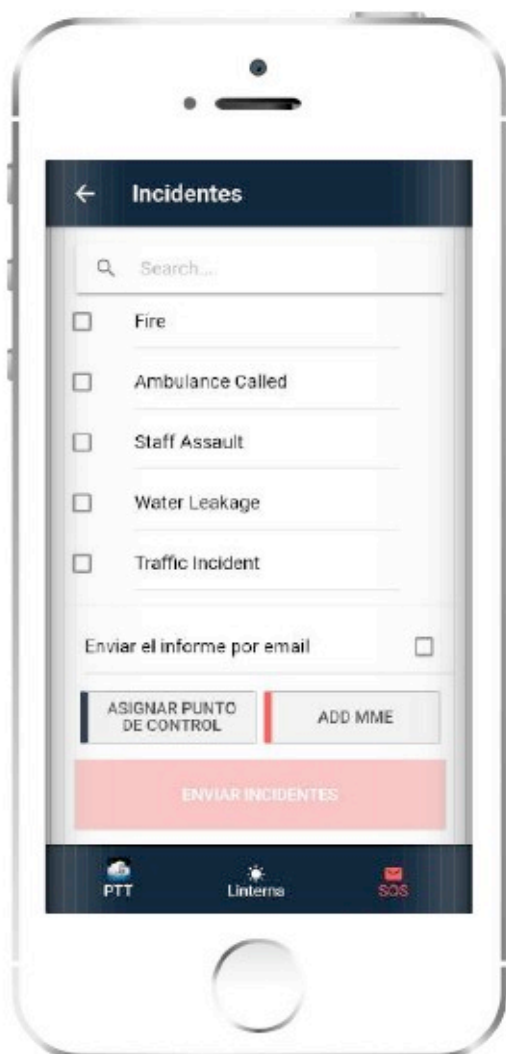 Incidentes
Search...
Fire
Ambulance Called
Staff Assault
Water Leakage
Traffic Incident
Enviar el informe por email
ASIGNAR PUNTO
DE CONTROL
ADD MME
ENVIAR INCIDENTES
PTT
Linterna
SOS